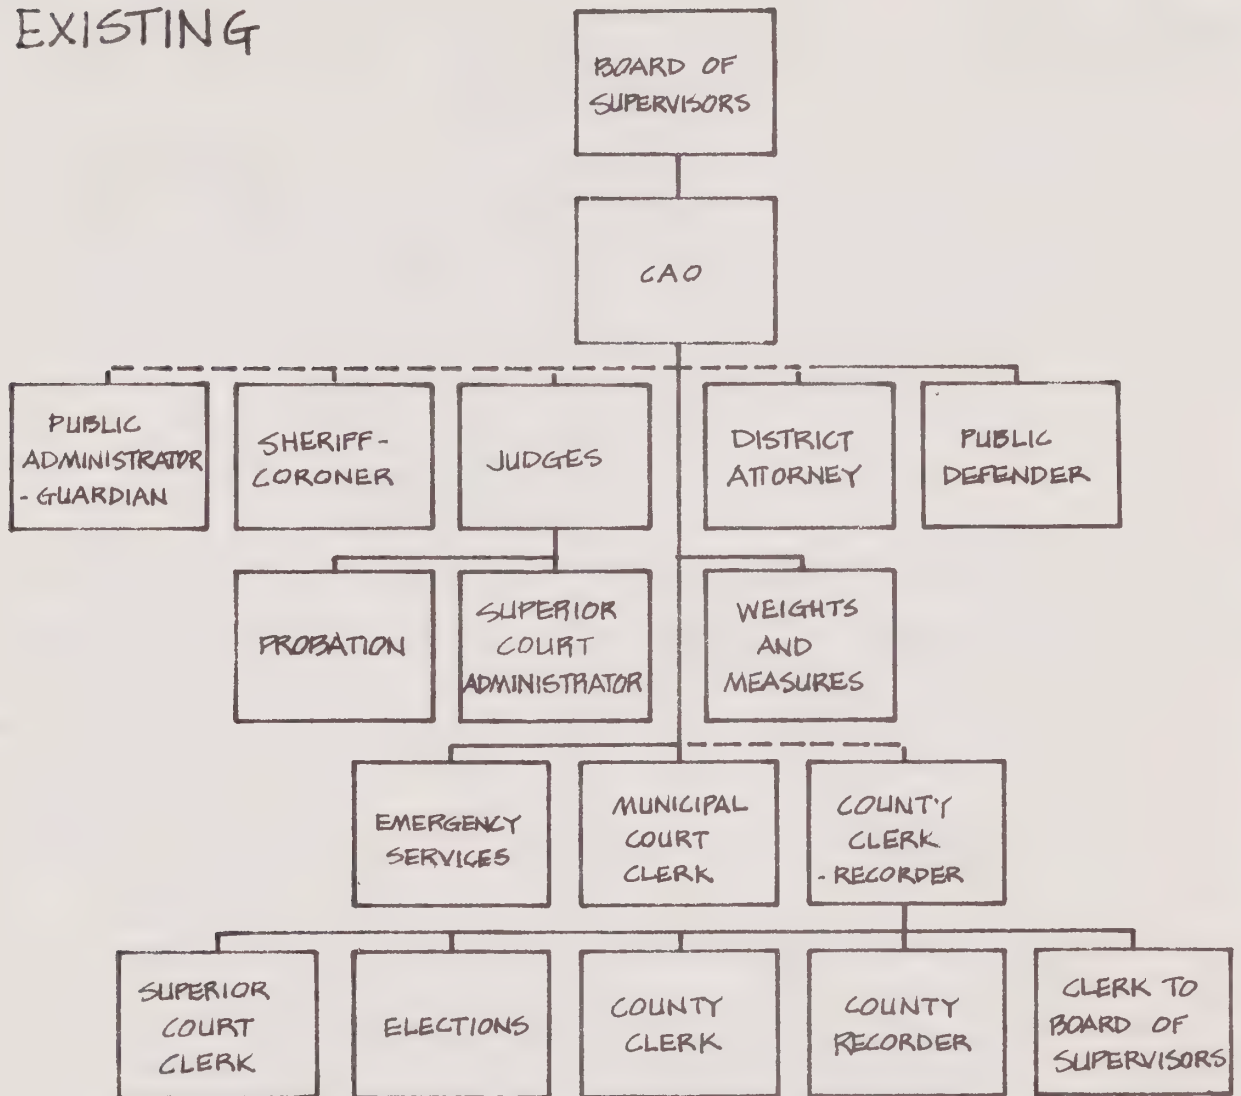 EXISTING
BOARD OF
SUPERVISORS
CAO
PUBLIC
ADMINISTRATOR
- GUARDIAN
SHERIFF-
CORONER
JUDGES
DISTRICT
ATTORNEY
PUBLIC
DEFENDER
PROBATION
SUPERIOR
COURT
ADMINISTRATOR
WEIGHTS
AND
MEASURES
EMERGENCY
SERVICES
MUNICIPAL
COURT
CLERK
COUNTY
CLERK
- RECORDER
SUPERIOR
COURT
CLERK
ELECTIONS
COUNTY
CLERK
COUNTY
RECORDER
CLERK TO
BOARD OF
SUPERVISORS